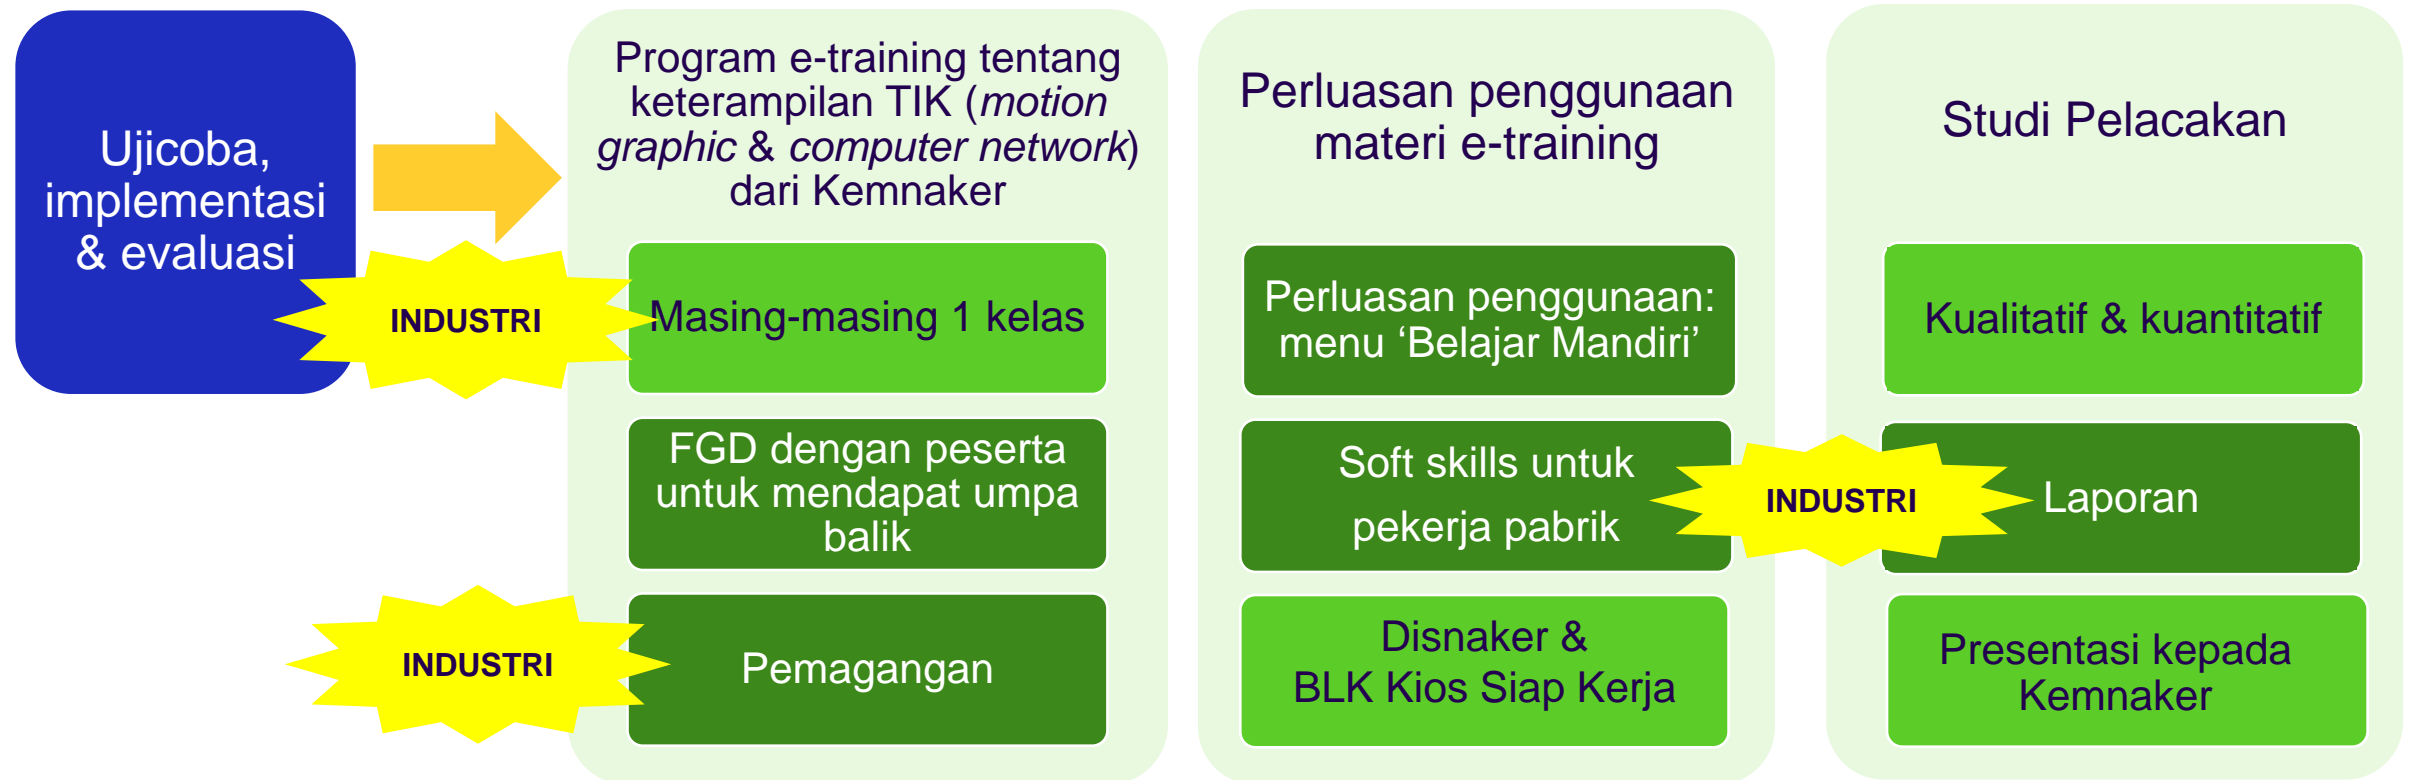 Ujicoba,
implementasi
& evaluasi
Program e-training tentang
keterampilan TIK (motion
graphic & computer network)
dari Kemnaker
INDUSTRI
Masing-masing 1 kelas
FGD dengan peserta
untuk mendapat umpa
balik
INDUSTRI
Pemagangan
Perluasan penggunaan
materi e-training
Perluasan penggunaan:
menu ‘Belajar Mandiri’
Soft skills untuk
pekerja pabrik
INDUSTRI
Disnaker &
BLK Kios Siap Kerja
Studi Pelacakan
Kualitatif & kuantitatif
Laporan
Presentasi kepada
Kemnaker